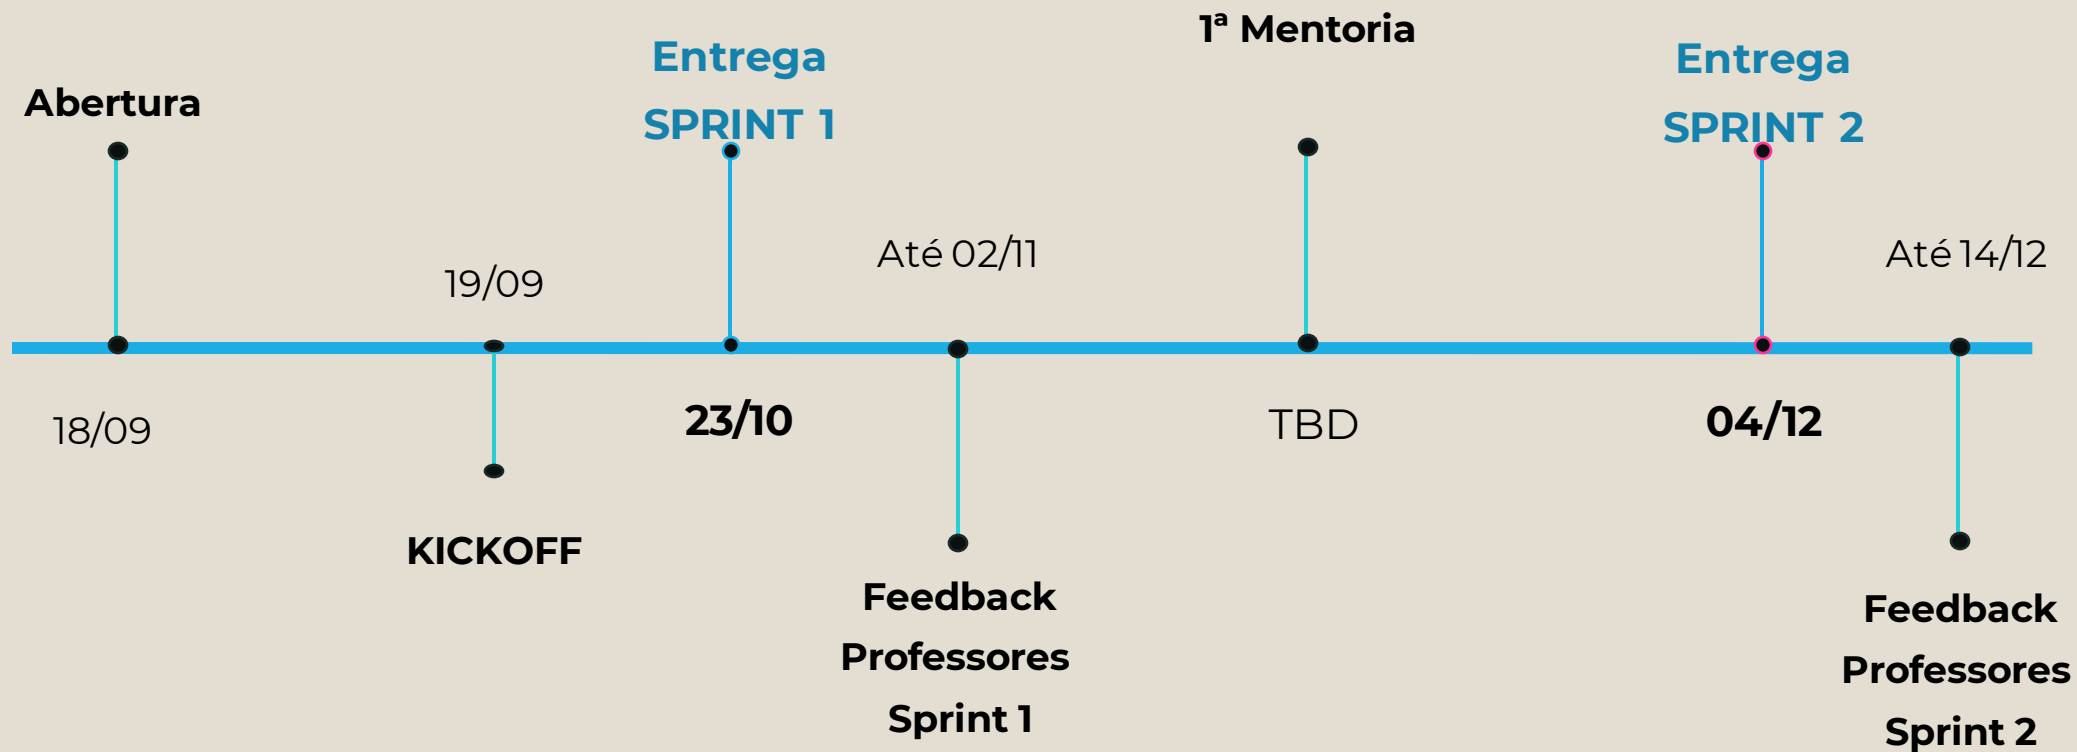 Abertura
18/09
19/09
KICKOFF
Entrega
SPRINT 1
23/10
Até 02/11
Feedback
Professores
Sprint 1
1ª Mentoria
TBD
Entrega
SPRINT 2
04/12
Até 14/12
Feedback
Professores
Sprint 2